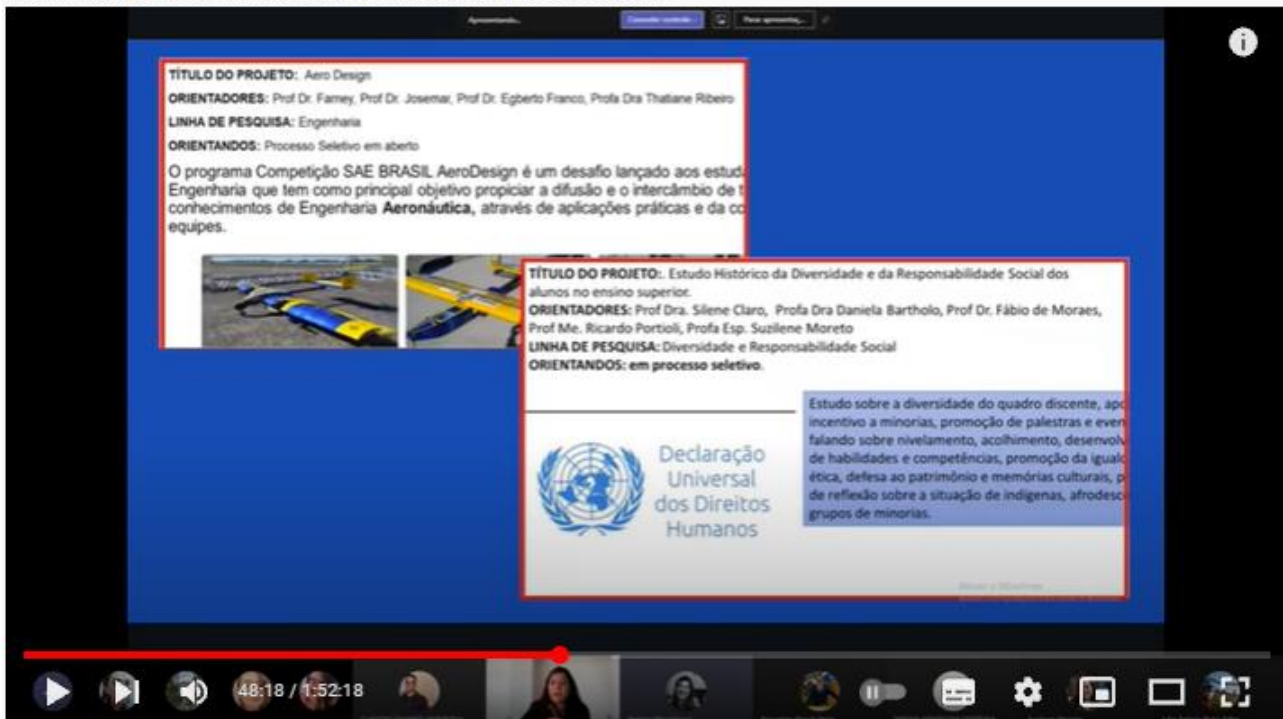 Apresentando...
TÍTULO DO PROJETO: Aero Design
ORIENTADORES: Prof Dr. Farney, Prof Dr. Josemar, Prof Dr. Egberto Franco, Profa Dra Thatiane Ribeiro
LINHA DE PESQUISA: Engenharia
ORIENTANDOS: Processo Seletivo em aberto
O programa Competição SAE BRASIL AeroDesign é um desafio lançado aos estud
Engenharia que tem como principal objetivo propiciar a difusão e o intercâmbio de t
conhecimentos de Engenharia Aeronáutica, através de aplicações práticas e da co
equipes.
TÍTULO DO PROJETO:. Estudo Histórico da Diversidade e da Responsabilidade Social dos
alunos no ensino superior.
ORIENTADORES: Prof Dra. Silene Claro, Profa Dra Daniela Bartholo, Prof Dr. Fábio de Moraes,
Prof Me. Ricardo Portioli, Profa Esp. Suzilene Moreto
LINHA DE PESQUISA: Diversidade e Responsabilidade Social
ORIENTANDOS: em processo seletivo.
Estudo sobre a diversidade do quadro discente, apo
incentivo a minorias, promoção de palestras e even
falando sobre nivelamento, acolhimento, desenvolv
de habilidades e competências, promoção da iguald
ética, defesa ao patrimônio e memórias culturais, p
de reflexão sobre a situação de indígenas, afrodesc
grupos de minorias.
Declaração
Universal
dos Direitos
Humanos
48:18 / 1:52:18